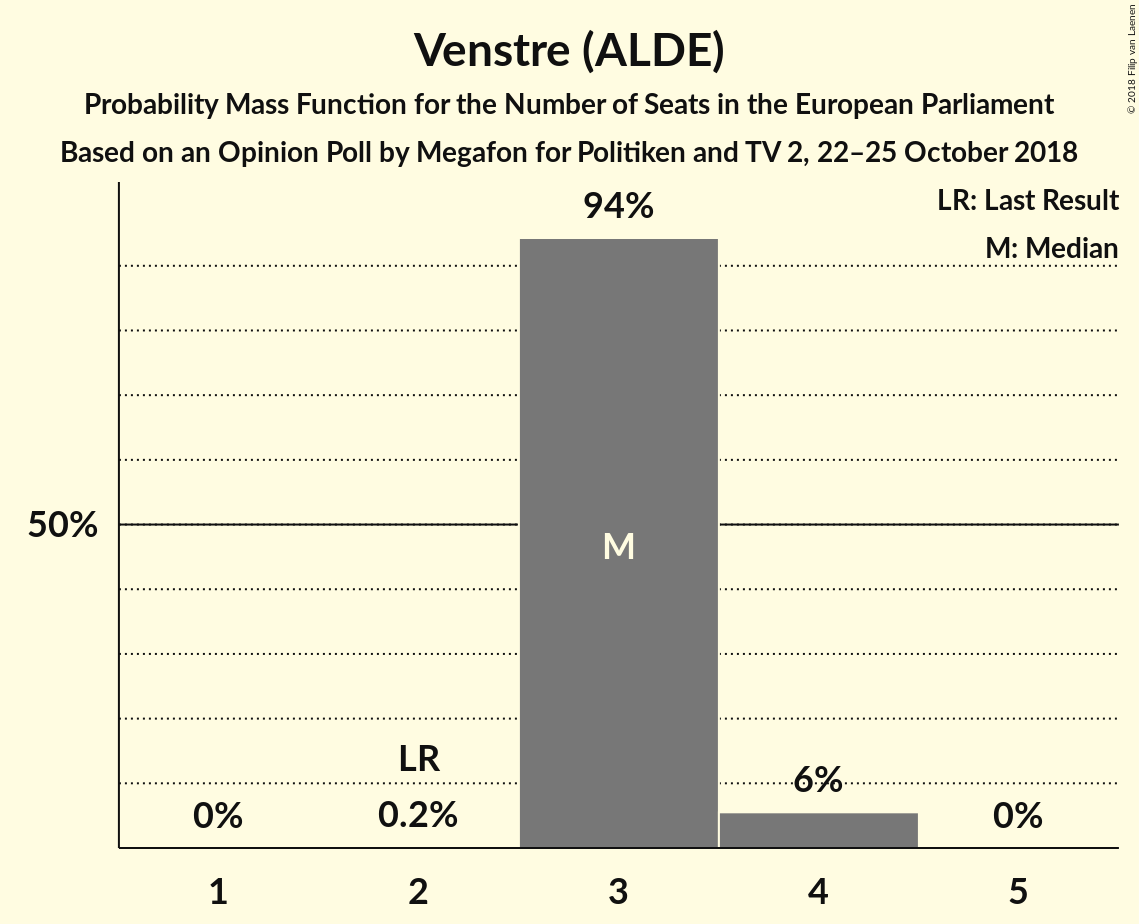 Venstre (ALDE)
Probability Mass Function for the Number of Seats in the European Parliament
Based on an Opinion Poll by Megafon for Politiken and TV 2, 22–25 October 2018
© 2018 Filip van Laenen
LR: Last Result
M: Median
94%
50%
M
LR
6%
0%
0.2%
0%
1
2
3
4
5